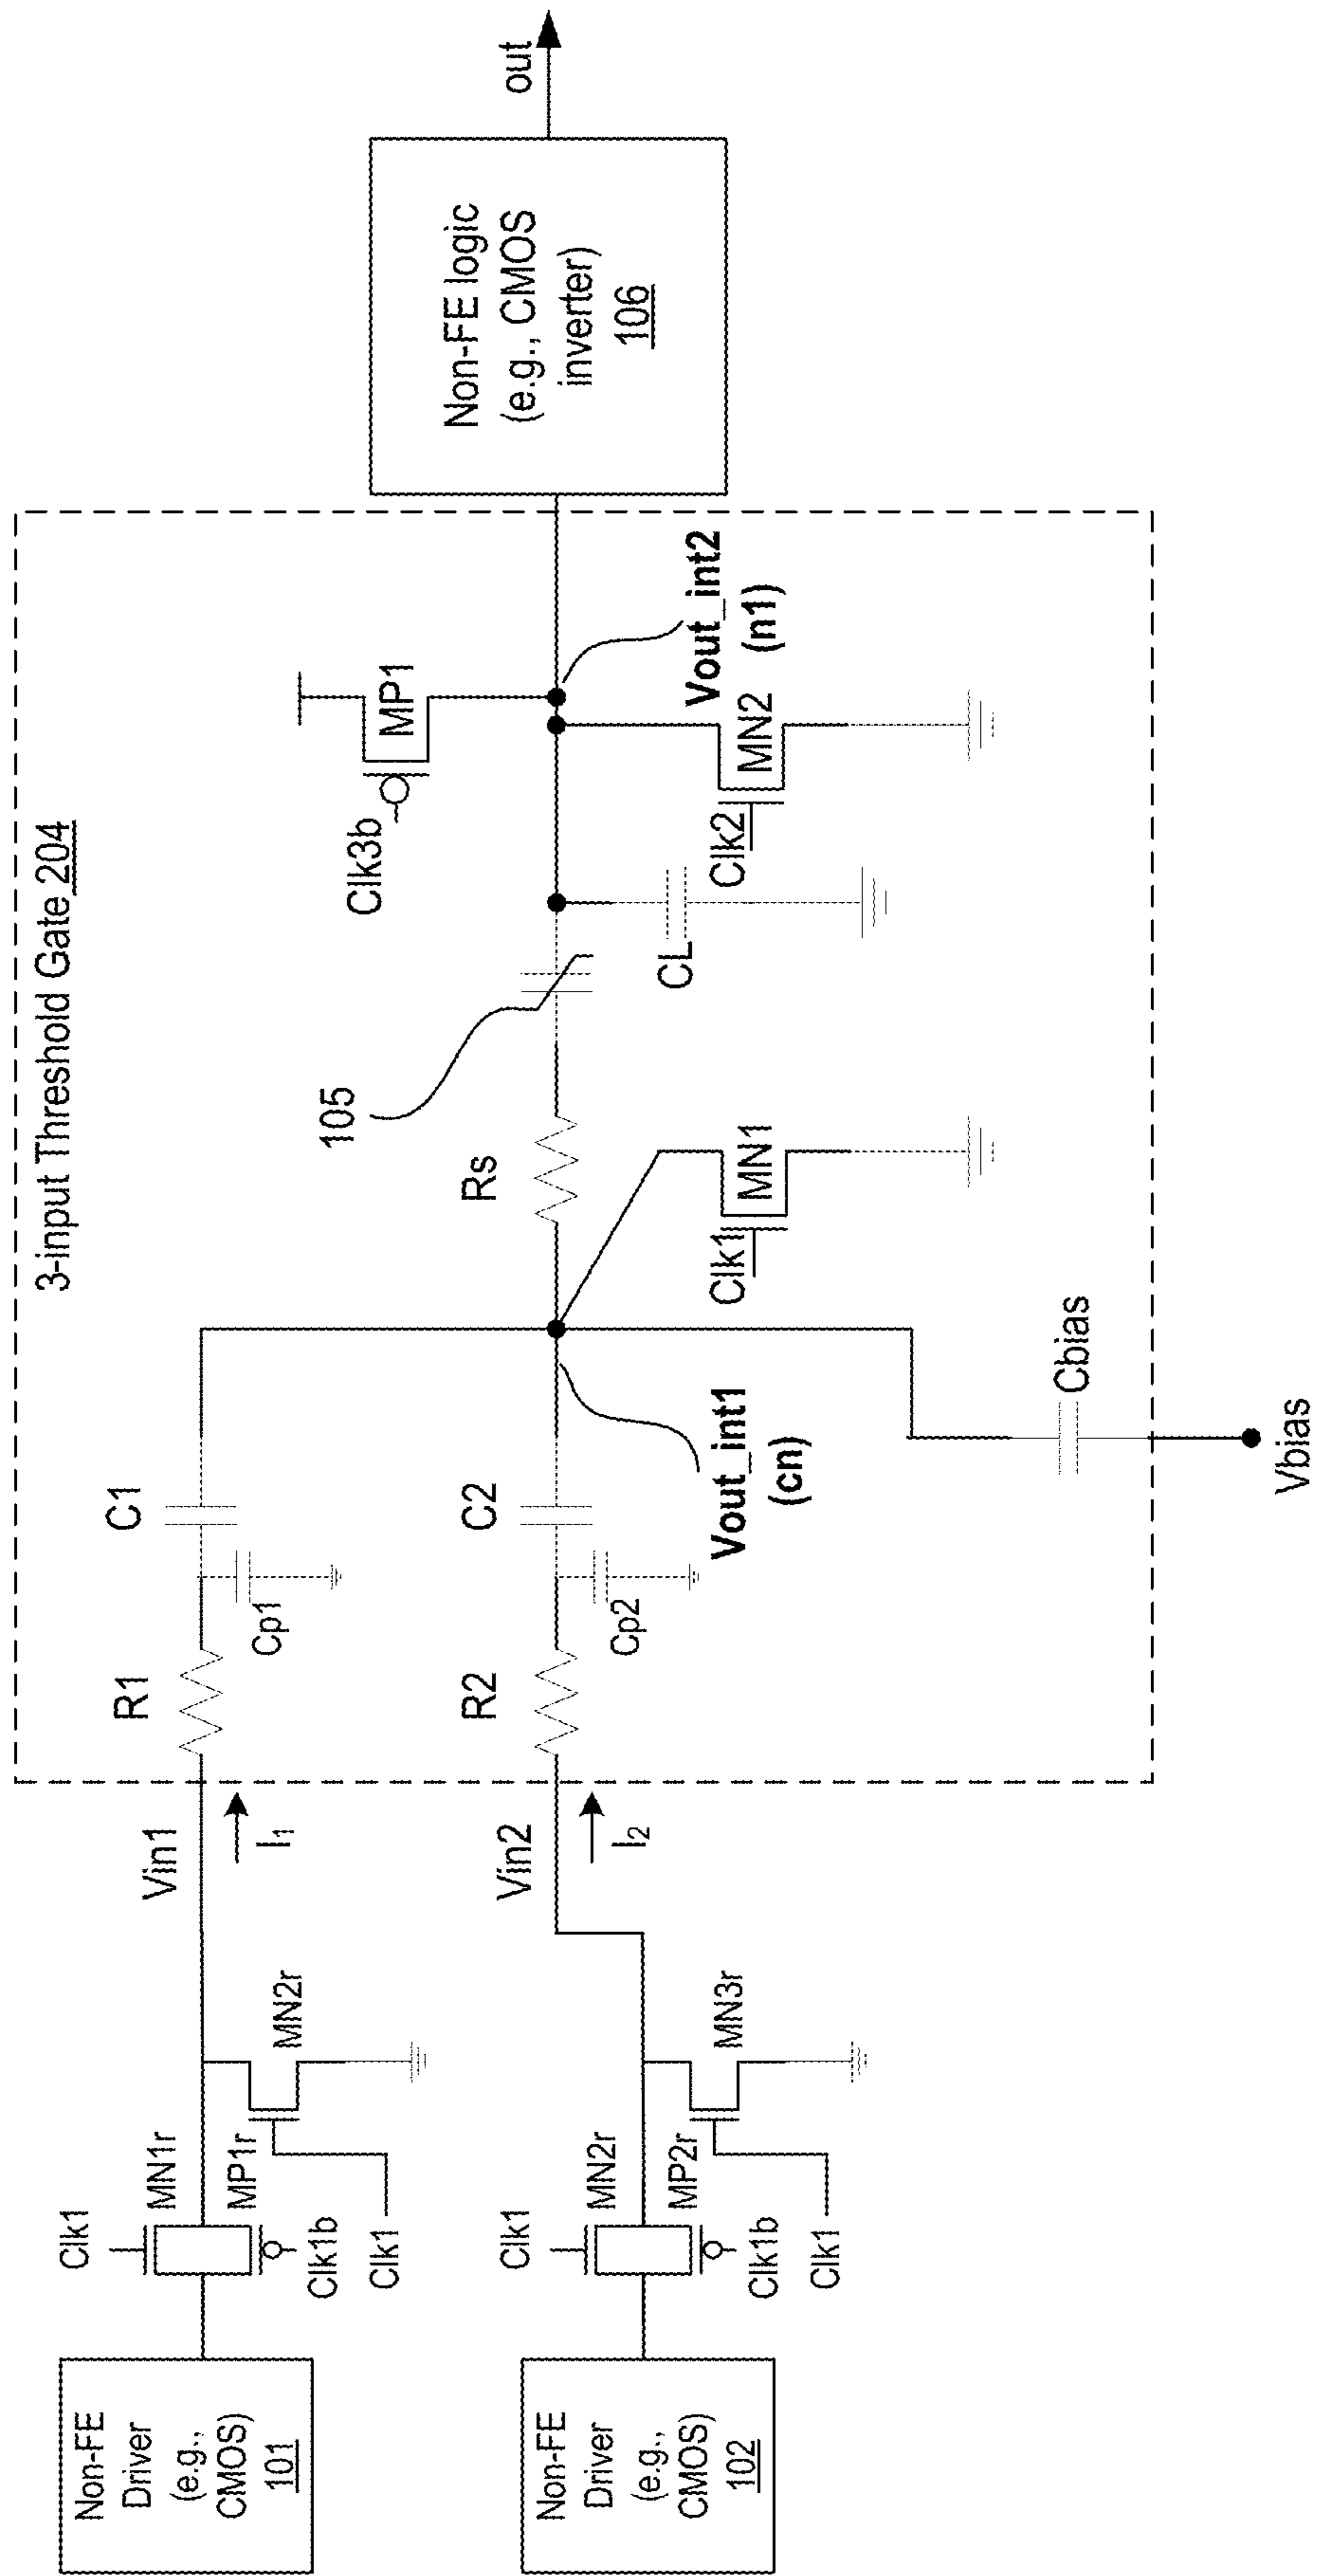 3-input Threshold Gate 204
Non-FE
Driver
(e.g.,
CMOS)
101
Clk1
MN1r
MP1r
Clk1b
Clk1
MN2r
Vin1
I1
R1
Cp1
C1
Non-FE
Driver
(e.g.,
CMOS)
102
Clk1
MN2r
MP2r
Clk1b
Clk1
MN3r
Vin2
I2
R2
Cp2
C2
Vout_int1
(cn)
Cbias
Vbias
Rs
Clk1
MN1
105
CL
Clk3b
MP1
Clk2
MN2
Vout_int2
(n1)
Non-FE logic
(e.g., CMOS
inverter)
106
out